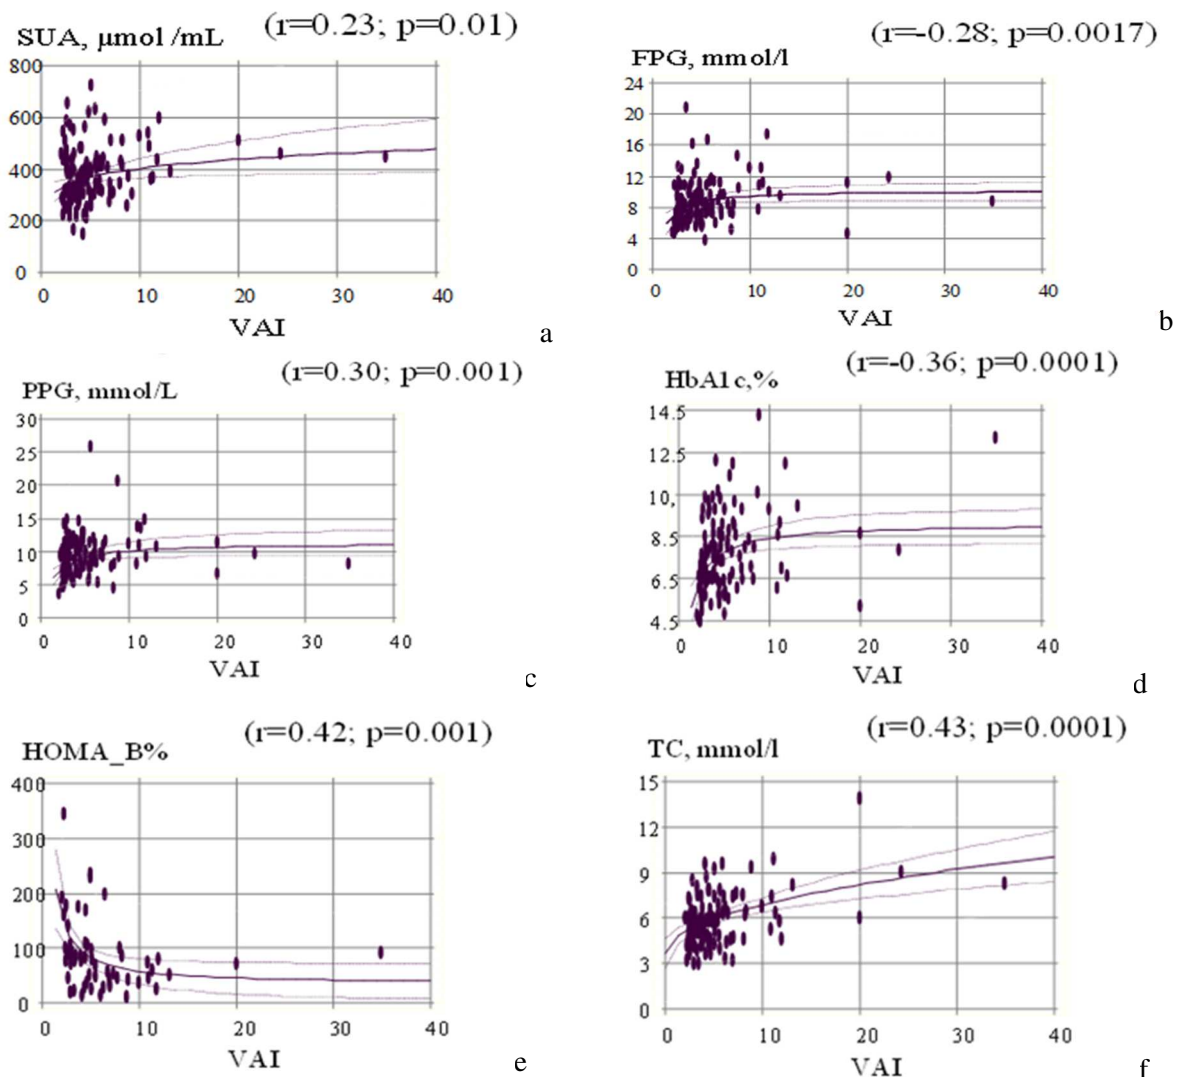 (r=0.23; p=0.01)
SUA, µmol /mL
800
600
400
200
0
0 10 20 30 40
VAI
a
(r=-0.28; p=0.0017)
FPG, mmol/l
24
20
16
12
8
4
0
0 10 20 30 40
VAI
b
(r=0.30; p=0.001)
PPG, mmol/L
30
25
20
15
10
5
0
0 10 20 30 40
VAI
c
(r=-0.36; p=0.0001)
HbA1c,%
14.5
12.5
10,
8.5
6.5
4.5
0 10 20 30 40
VAI
d
(r=0.42; p=0.001)
HOMA_B%
400
300
200
100
0
0 10 20 30 40
VAI
e
(r=0.43; p=0.0001)
TC, mmol/l
15
12
9
6
3
0
0 10 20 30 40
VAI
f